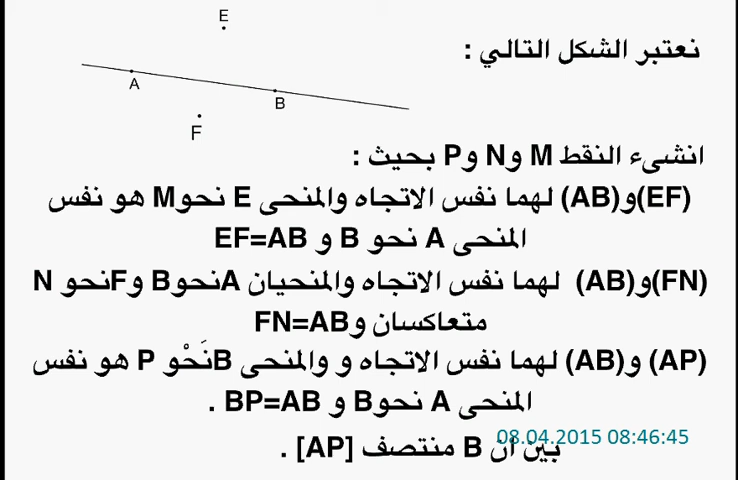 E
نعتبر الشكل التالي :
A
B
F
انشىء النقط M وN وP بحيث :
(EF)و(AB) لهما نفس الاتجاه والمنحى E نحوM هو نفس
المنحى A نحو B و EF=AB
(FN)و(AB) لهما نفس الاتجاه والمنحيان AنحوB وFنحو N
متعاكسان وFN=AB
(AP) و(AB) لهما نفس الاتجاه و والمنحى Bنَحْو P هو نفس
المنحى A نحوB و BP=AB .
08.04.2015 08:46:45
بين أن B منتصف [AP] .